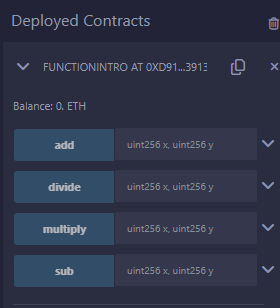 Deployed Contracts
FUNCTIONINTRO AT 0XD91...3913
Balance: 0. ETH
add uint256 x, uint256 y
divide uint256 x, uint256 y
multiply uint256 x, uint256 y
sub uint256 x, uint256 y